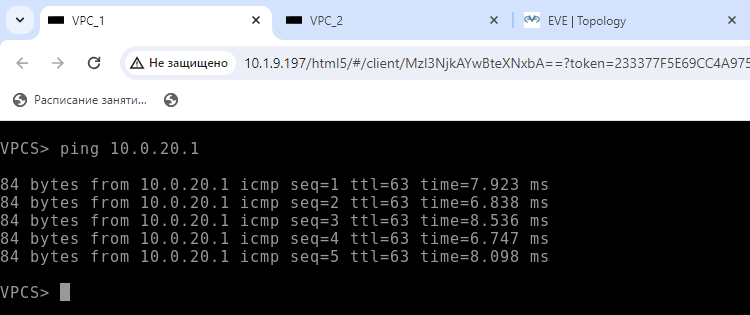 VPC_1
VPC_2
EVE | Topology
Не защищено
10.1.9.197/html5/#/client/MzI3NjkAYwBteXNxbA==?token=233377F5E69CC4A975
Расписание заняти...
VPCS> ping 10.0.20.1
84 bytes from 10.0.20.1 icmp seq=1 ttl=63 time=7.923 ms
84 bytes from 10.0.20.1 icmp seq=2 ttl=63 time=6.838 ms
84 bytes from 10.0.20.1 icmp seq=3 ttl=63 time=8.536 ms
84 bytes from 10.0.20.1 icmp seq=4 ttl=63 time=6.747 ms
84 bytes from 10.0.20.1 icmp seq=5 ttl=63 time=8.098 ms
VPCS>